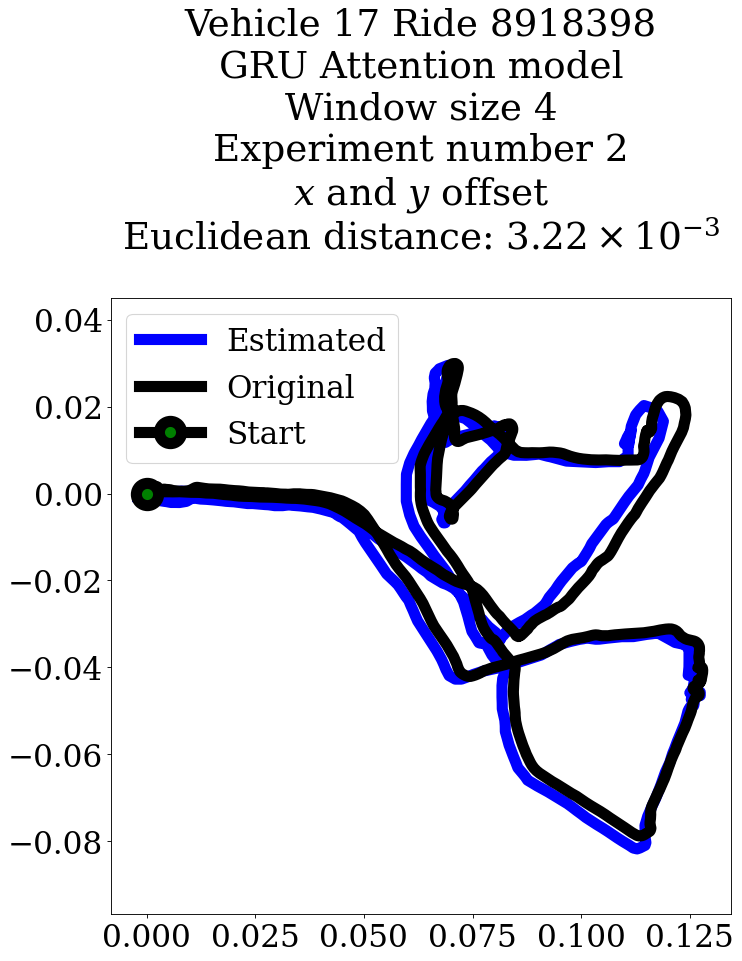 Vehicle 17 Ride 8918398
GRU Attention model
Window size 4
Experiment number 2
x and y offset
Euclidean distance: 3.22 × 10⁻³
Estimated
Original
Start
0.04
0.02
0.00
−0.02
−0.04
−0.06
−0.08
0.000 0.025 0.050 0.075 0.100 0.125